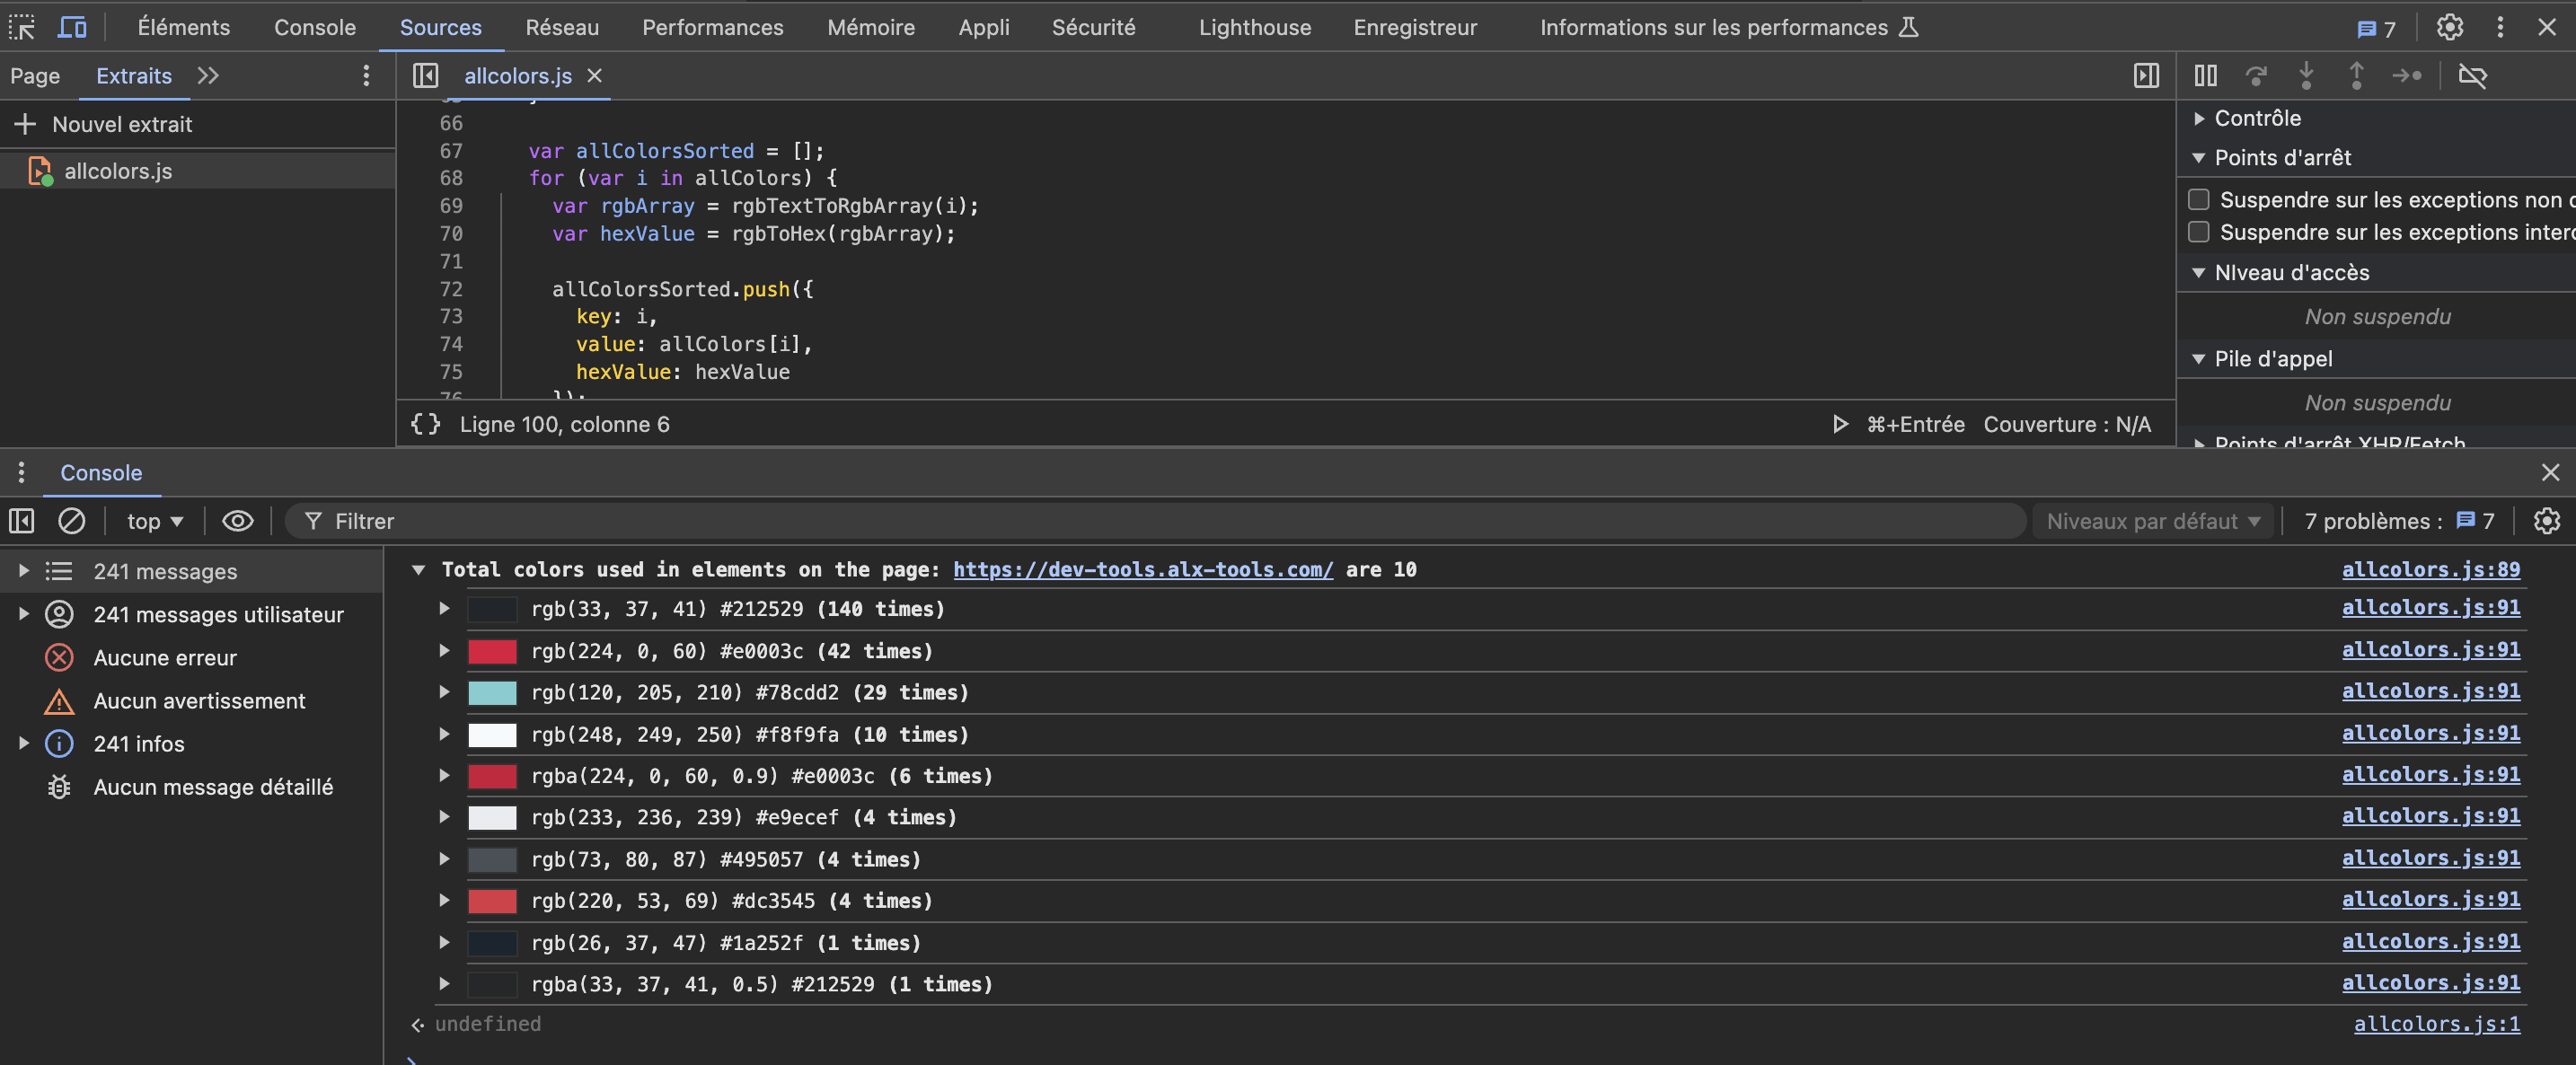 Éléments Console Sources Réseau Performances Mémoire Appli Sécurité Lighthouse Enregistreur Informations sur les performances 7
Page Extraits
allcolors.js
Nouvel extrait
allcolors.js
66
67 var allColorsSorted = [];
68 for (var i in allColors) {
69 var rgbArray = rgbTextToRgbArray(i);
70 var hexValue = rgbToHex(rgbArray);
71
72 allColorsSorted.push({
73 key: i,
74 value: allColors[i],
75 hexValue: hexValue
76 });
{ } Ligne 100, colonne 6 ⌘+Entrée Couverture : N/A
Contrôle
Points d'arrêt
Suspendre sur les exceptions non
Suspendre sur les exceptions
NIveau d'accès
Non suspendu
Pile d'appel
Non suspendu
Points d'arrêt XHR/Fetch
Console
top Filtrer Niveaux par défaut 7 problèmes : 7
241 messages
241 messages utilisateur
Aucune erreur
Aucun avertissement
241 infos
Aucun message détaillé
Total colors used in elements on the page: https://dev-tools.alx-tools.com/ are 10 allcolors.js:89
rgb(33, 37, 41) #212529 (140 times) allcolors.js:91
rgb(224, 0, 60) #e0003c (42 times) allcolors.js:91
rgb(120, 205, 210) #78cdd2 (29 times) allcolors.js:91
rgb(248, 249, 250) #f8f9fa (10 times) allcolors.js:91
rgba(224, 0, 60, 0.9) #e0003c (6 times) allcolors.js:91
rgb(233, 236, 239) #e9ecef (4 times) allcolors.js:91
rgb(73, 80, 87) #495057 (4 times) allcolors.js:91
rgb(220, 53, 69) #dc3545 (4 times) allcolors.js:91
rgb(26, 37, 47) #1a252f (1 times) allcolors.js:91
rgba(33, 37, 41, 0.5) #212529 (1 times) allcolors.js:91
undefined allcolors.js:1